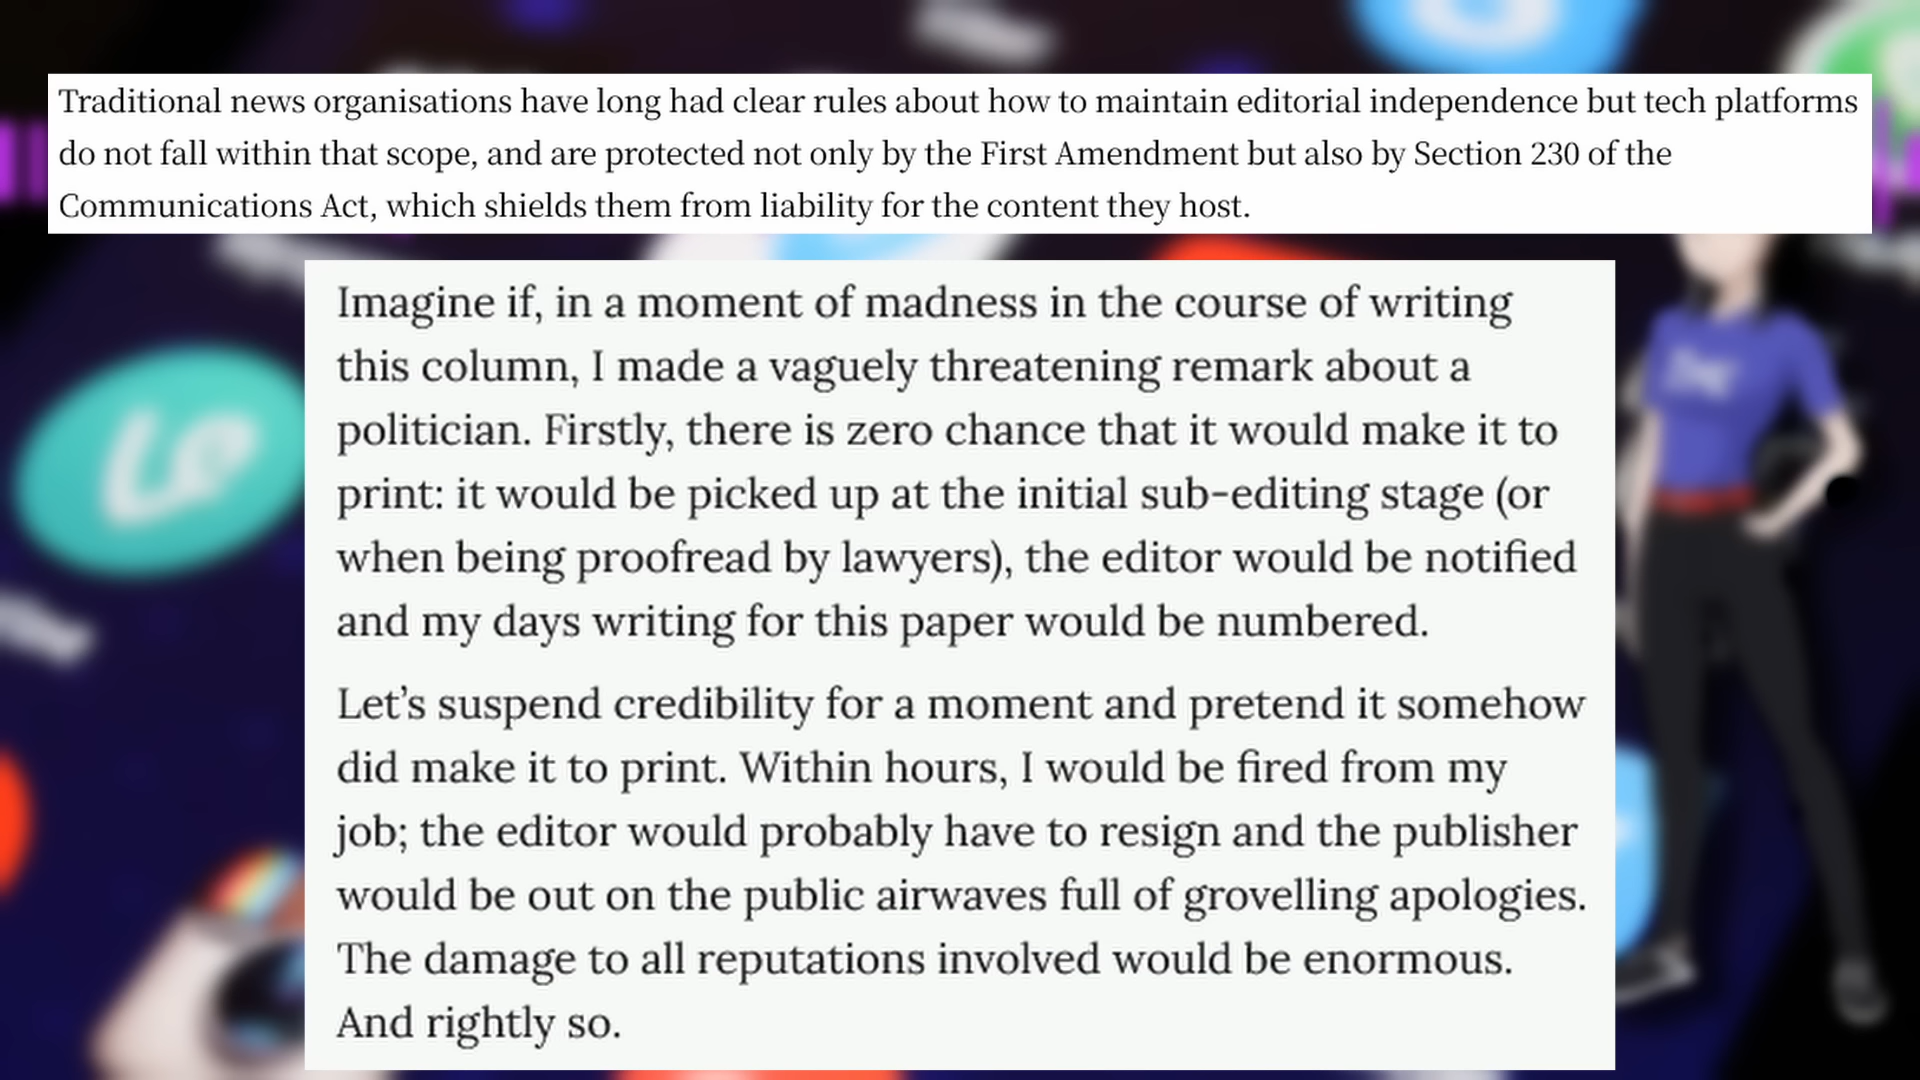 Traditional news organisations have long had clear rules about how to maintain editorial independence but tech platforms
do not fall within that scope, and are protected not only by the First Amendment but also by Section 230 of the
Communications Act, which shields them from liability for the content they host.
Imagine if, in a moment of madness in the course of writing
this column, I made a vaguely threatening remark about a
politician. Firstly, there is zero chance that it would make it to
print: it would be picked up at the initial sub-editing stage (or
when being proofread by lawyers), the editor would be notified
and my days writing for this paper would be numbered.
Let’s suspend credibility for a moment and pretend it somehow
did make it to print. Within hours, I would be fired from my
job; the editor would probably have to resign and the publisher
would be out on the public airwaves full of grovelling apologies.
The damage to all reputations involved would be enormous.
And rightly so.